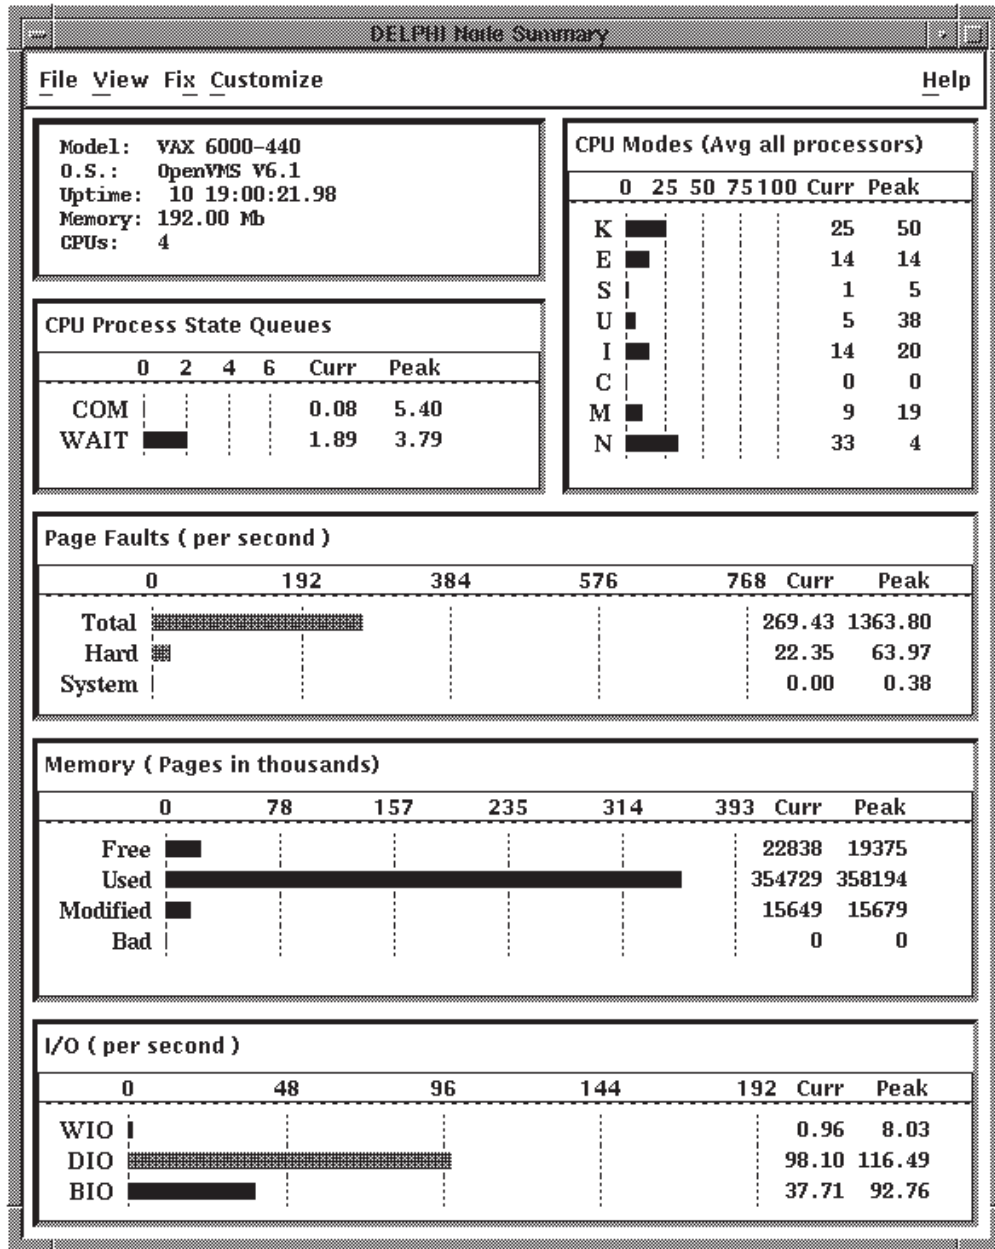 DELPHI Node Summary
File View Fix Customize Help
Model: VAX 6000-440
O.S.: OpenVMS V6.1
Uptime: 10 19:00:21.98
Memory: 192.00 Mb
CPUs: 4
CPU Process State Queues
0 2 4 6 Curr Peak
COM 0.08 5.40
WAIT 1.89 3.79
CPU Modes (Avg all processors)
0 25 50 75 100 Curr Peak
K 25 50
E 14 14
S 1 5
U 5 38
I 14 20
C 0 0
M 9 19
N 33 4
Page Faults ( per second )
0 192 384 576 768 Curr Peak
Total 269.43 1363.80
Hard 22.35 63.97
System 0.00 0.38
Memory ( Pages in thousands)
0 78 157 235 314 393 Curr Peak
Free 22838 19375
Used 354729 358194
Modified 15649 15679
Bad 0 0
I/O ( per second )
0 48 96 144 192 Curr Peak
WIO 0.96 8.03
DIO 98.10 116.49
BIO 37.71 92.76